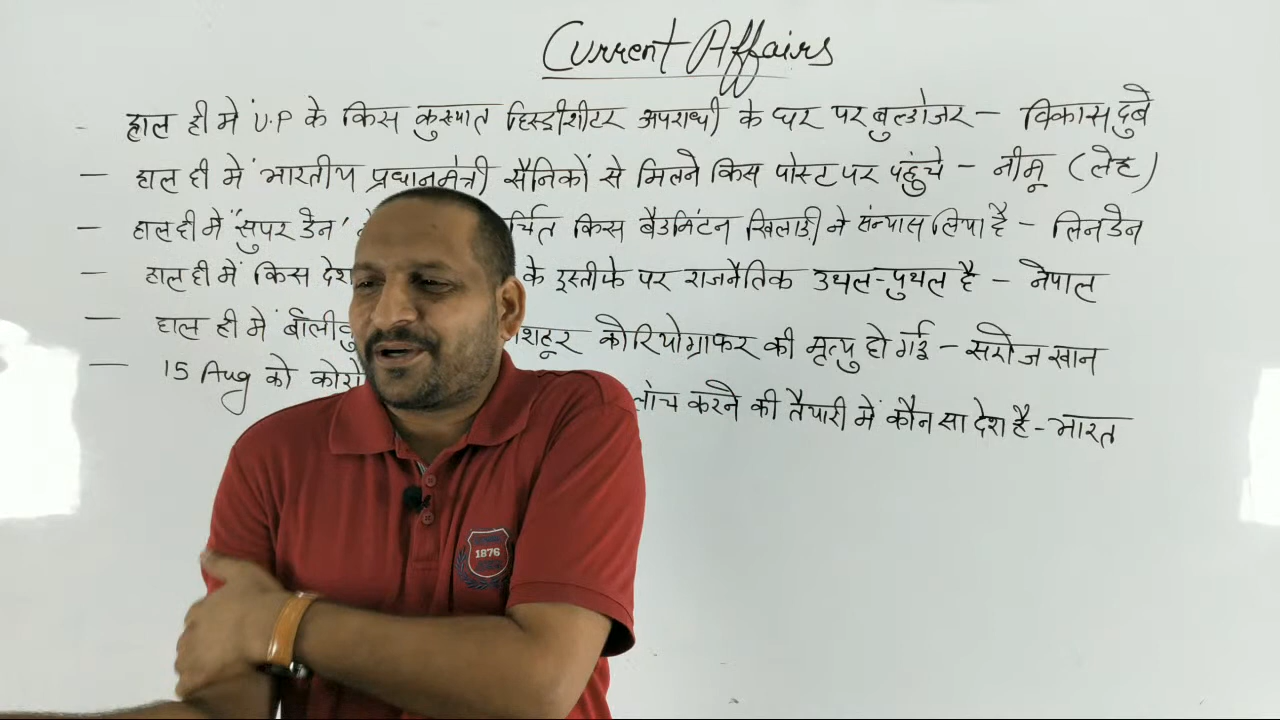 Current Affairs
- हाल ही में U.P के किस कुख्यात हिस्ट्रीशीटर अपराधी के घर पर बुल्डोजर - विकास दुबे
- हाल ही में भारतीय प्रधानमंत्री सैनिकों से मिलने किस पोस्ट पर पहुंचे - नीमू (लेह)
- हाल ही में "सुपर डेन" र्चित किस बैडमिंटन खिलाड़ी ने संन्यास लिया है - लिन डेन
- हाल ही में किस देश के इस्तीफे पर राजनैतिक उथल-पुथल है - नेपाल
- हाल ही में बॉलीवु शहूर कोरियोग्राफर की मृत्यु हो गई - सरोज खान
- 15 Aug को कोरो लांच करने की तैयारी में कौन सा देश है - भारत
1876